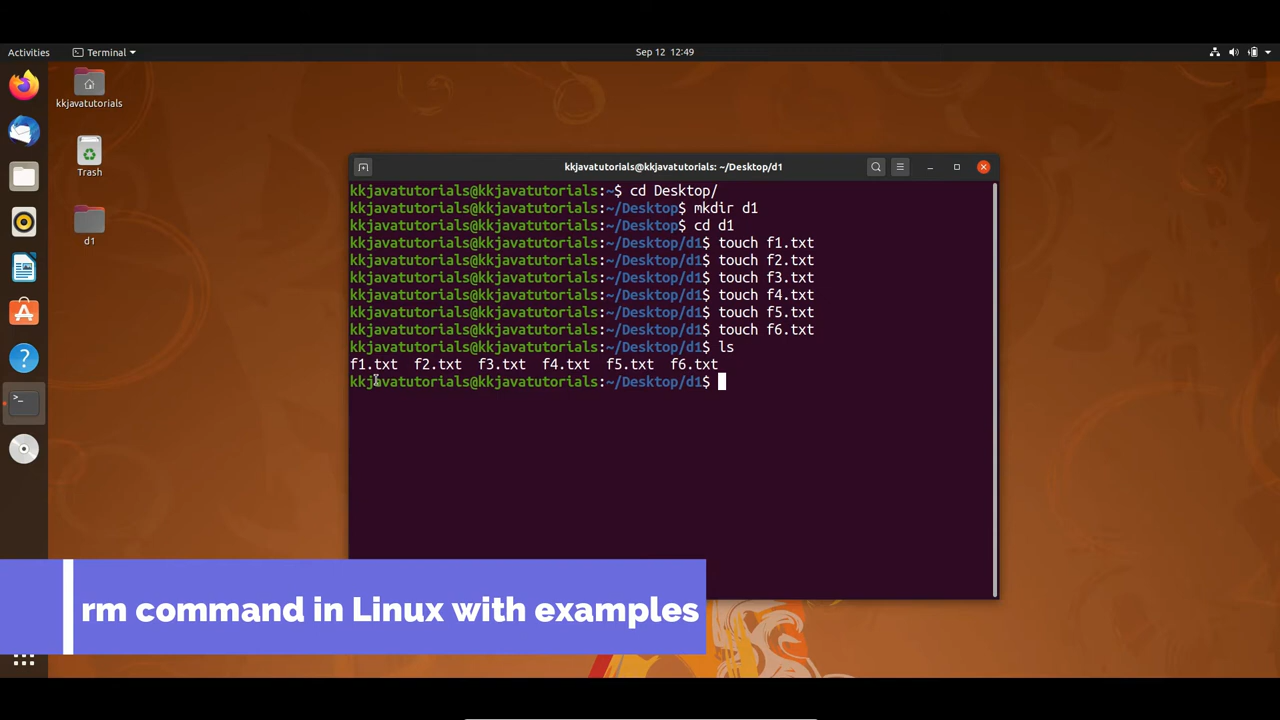 Activities
Terminal
Sep 12 12:49
kkjavatutorials
Trash
d1
kkjavatutorials@kkjavatutorials: ~/Desktop/d1
kkjavatutorials@kkjavatutorials:~$ cd Desktop/
kkjavatutorials@kkjavatutorials:~/Desktop$ mkdir d1
kkjavatutorials@kkjavatutorials:~/Desktop$ cd d1
kkjavatutorials@kkjavatutorials:~/Desktop/d1$ touch f1.txt
kkjavatutorials@kkjavatutorials:~/Desktop/d1$ touch f2.txt
kkjavatutorials@kkjavatutorials:~/Desktop/d1$ touch f3.txt
kkjavatutorials@kkjavatutorials:~/Desktop/d1$ touch f4.txt
kkjavatutorials@kkjavatutorials:~/Desktop/d1$ touch f5.txt
kkjavatutorials@kkjavatutorials:~/Desktop/d1$ touch f6.txt
kkjavatutorials@kkjavatutorials:~/Desktop/d1$ ls
f1.txt f2.txt f3.txt f4.txt f5.txt f6.txt
kkjavatutorials@kkjavatutorials:~/Desktop/d1$
rm command in Linux with examples